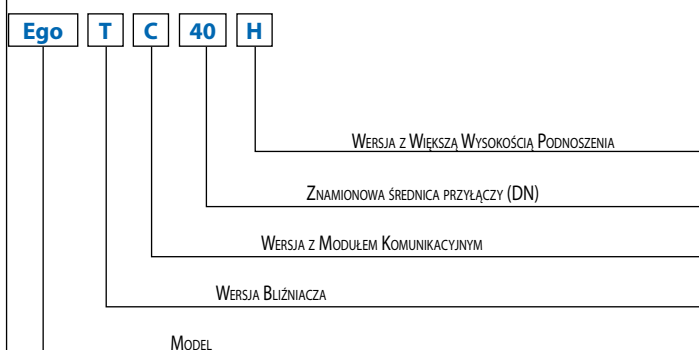 Ego T C 40 H
Wersja z Większą Wysokością Podnoszenia
Znamionowa średnica przyłączy (DN)
Wersja z Modułem Komunikacyjnym
Wersja Bliźniacza
Model